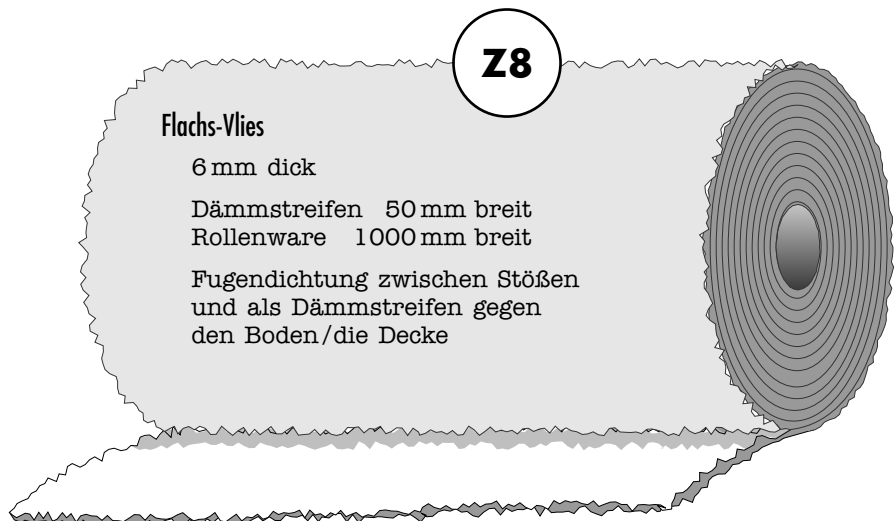 Z8
Flachs-Vlies
6 mm dick
Dämmstreifen 50 mm breit
Rollenware 1000 mm breit
Fugendichtung zwischen Stößen
und als Dämmstreifen gegen
den Boden/die Decke